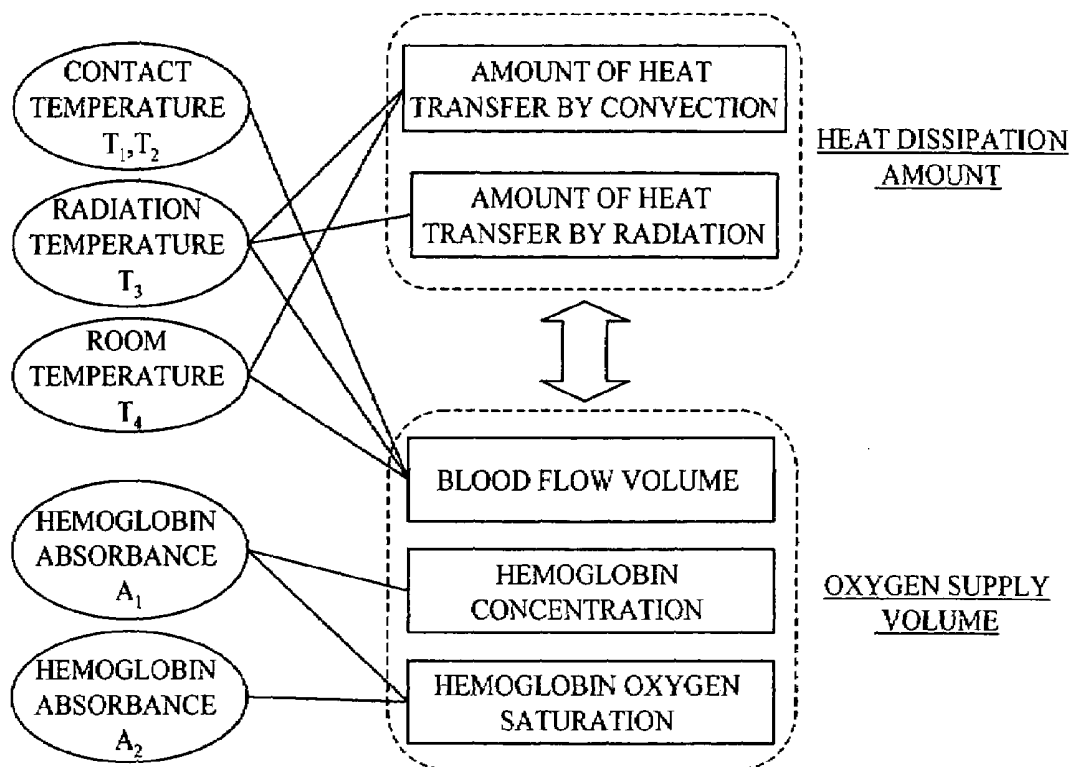 CONTACT
TEMPERATURE
T₁,T₂
RADIATION
TEMPERATURE
T₃
ROOM
TEMPERATURE
T₄
HEMOGLOBIN
ABSORBANCE
A₁
HEMOGLOBIN
ABSORBANCE
A₂
AMOUNT OF HEAT
TRANSFER BY CONVECTION
AMOUNT OF HEAT
TRANSFER BY RADIATION
HEAT DISSIPATION
AMOUNT
BLOOD FLOW VOLUME
HEMOGLOBIN
CONCENTRATION
HEMOGLOBIN OXYGEN
SATURATION
OXYGEN SUPPLY
VOLUME